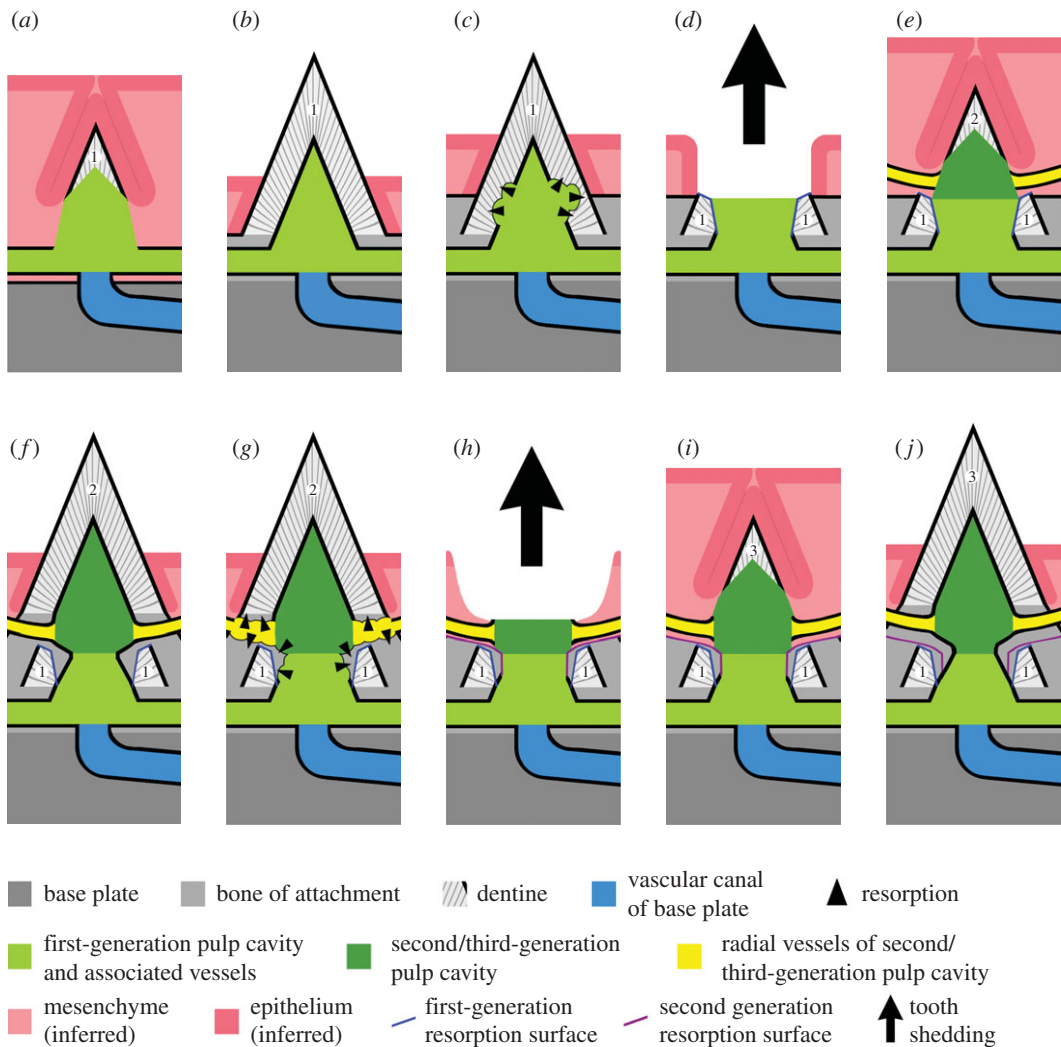 (a) (b) (c) (d) (e)
1 1 1 1 1 2 1 1
(f) (g) (h) (i) (j)
2 1 1 2 1 1 1 1 3 1 1 3 1 1
base plate
bone of attachment
dentine
vascular canal
of base plate
resorption
first-generation pulp cavity
and associated vessels
second/third-generation
pulp cavity
radial vessels of second/
third-generation pulp cavity
mesenchyme
(inferred)
epithelium
(inferred)
first-generation
resorption surface
second generation
resorption surface
tooth
shedding